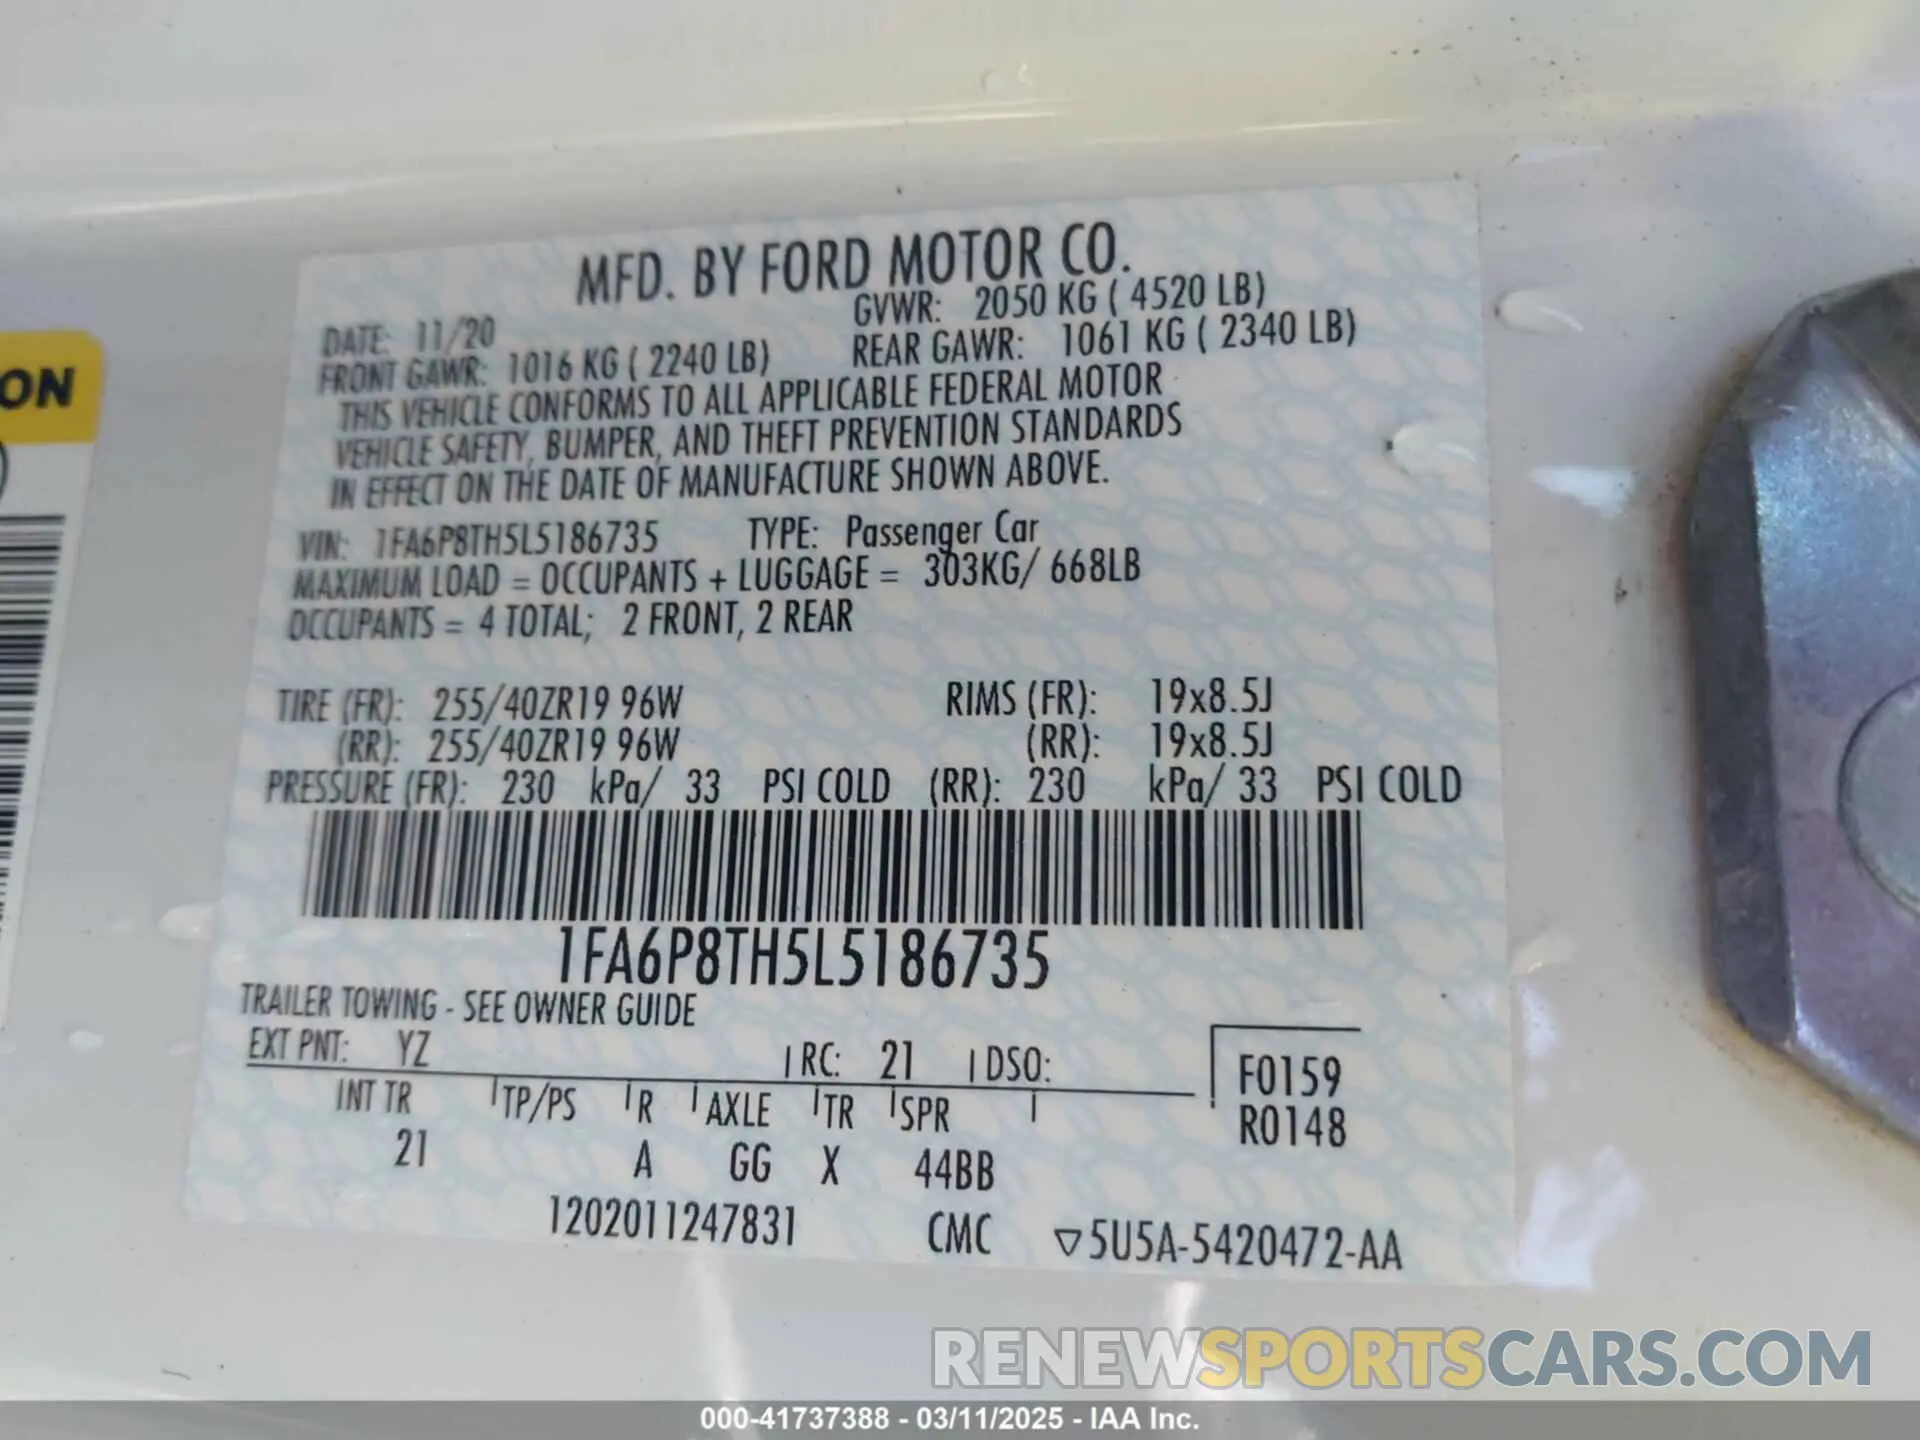 ON
MFD. BY FORD MOTOR CO.
DATE: 11/20 GVWR: 2050 KG ( 4520 LB)
FRONT GAWR: 1016 KG ( 2240 LB) REAR GAWR: 1061 KG ( 2340 LB)
THIS VEHICLE CONFORMS TO ALL APPLICABLE FEDERAL MOTOR
VEHICLE SAFETY, BUMPER, AND THEFT PREVENTION STANDARDS
IN EFFECT ON THE DATE OF MANUFACTURE SHOWN ABOVE.
VIN: 1FA6P8TH5L5186735 TYPE: Passenger Car
MAXIMUM LOAD = OCCUPANTS + LUGGAGE = 303KG/ 668LB
OCCUPANTS = 4 TOTAL; 2 FRONT, 2 REAR
TIRE (FR): 255/40ZR19 96W RIMS (FR): 19x8.5J
(RR): 255/40ZR19 96W (RR): 19x8.5J
PRESSURE (FR): 230 kPa/ 33 PSI COLD (RR): 230 kPa/ 33 PSI COLD
1FA6P8TH5L5186735
TRAILER TOWING - SEE OWNER GUIDE
EXT PNT: YZ | RC: 21 | DSO:
F0159
R0148
INT TR | TP/PS | R | AXLE | TR | SPR |
21 A GG X 44BB
1202011247831 CMC ▽5U5A-5420472-AA
RENEWSPORTSCARS.COM
000-41737388 - 03/11/2025 - IAA Inc.